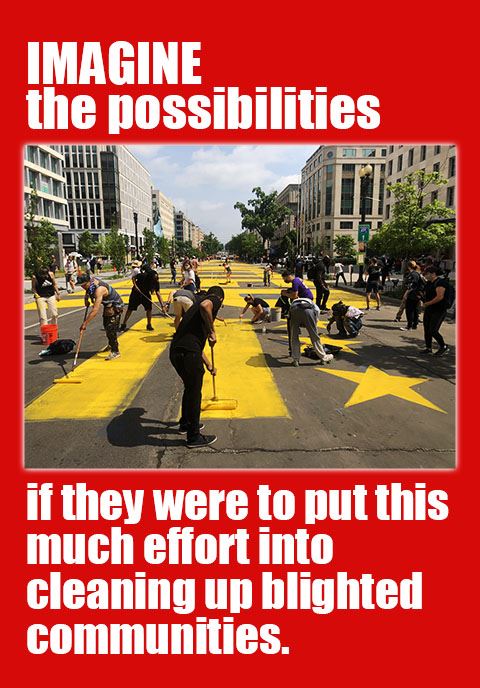 IMAGINE
the possibilities
if they were to put this
much effort into
cleaning up blighted
communities.